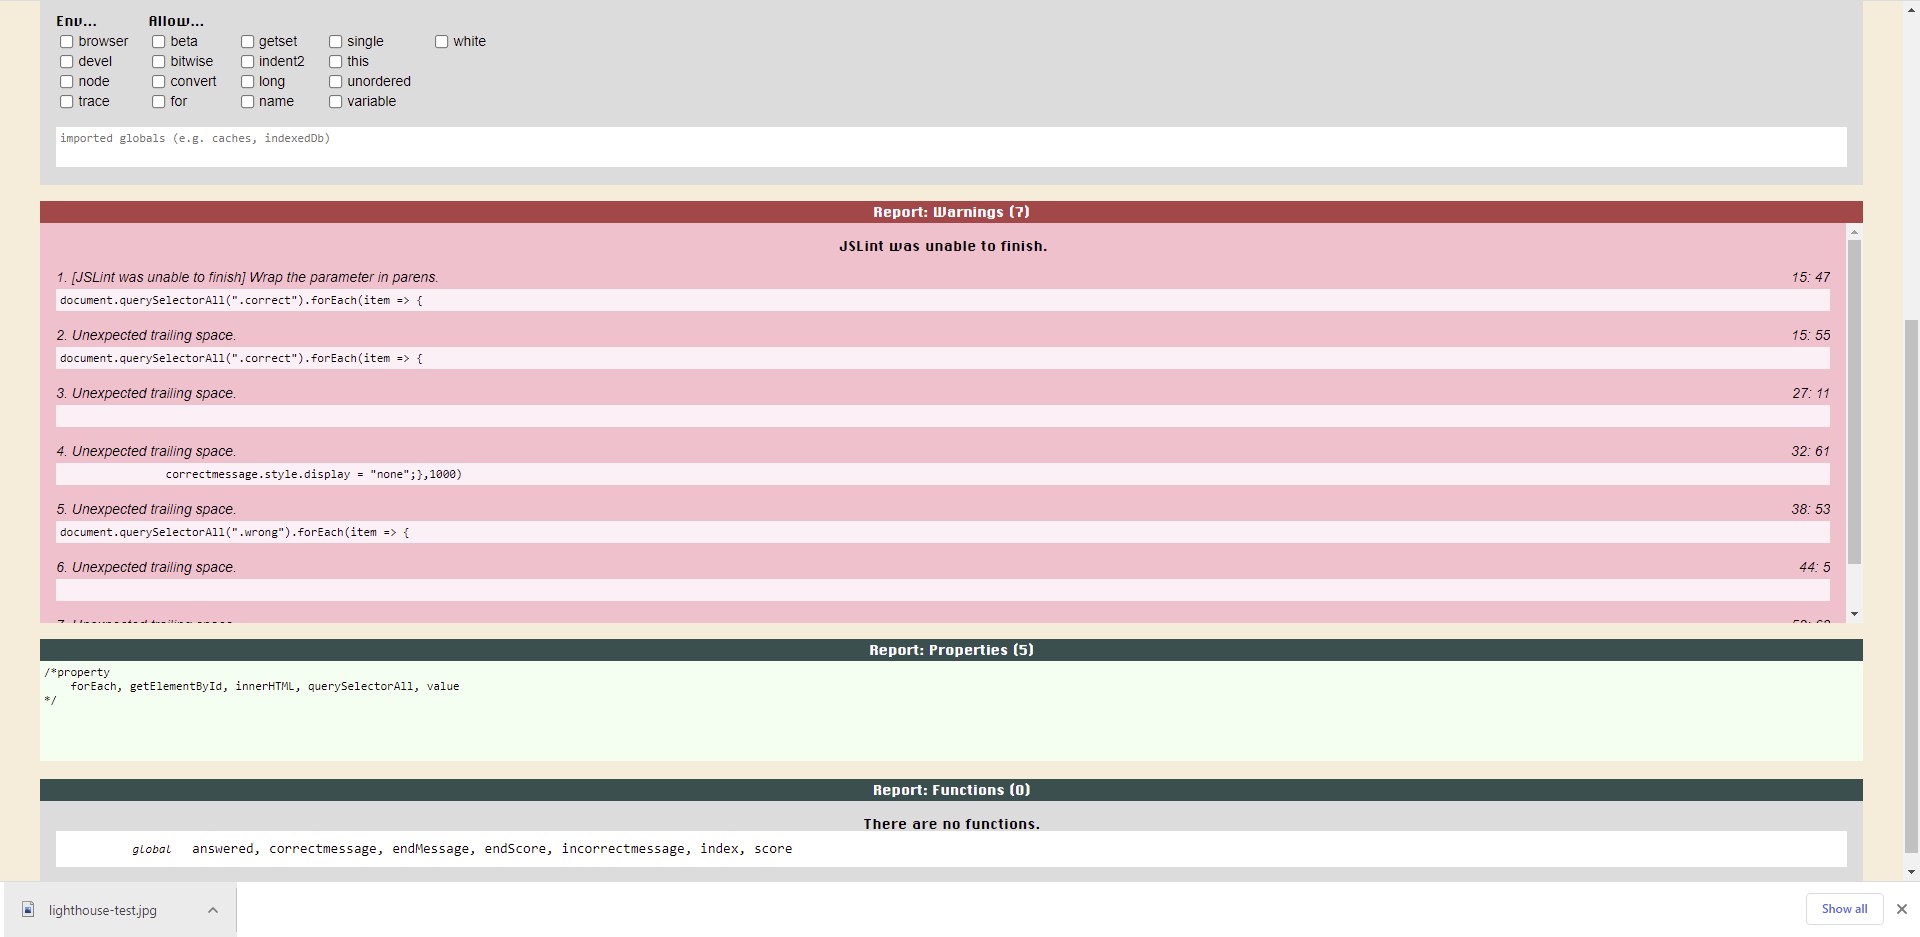 Env... Allow...
browser beta getset single white
devel bitwise indent2 this
node convert long unordered
trace for name variable
imported globals (e.g. caches, indexedDb)
Report: Warnings (7)
JSLint was unable to finish.
1. [JSLint was unable to finish] Wrap the parameter in parens. 15: 47
document.querySelectorAll(".correct").forEach(item => {
2. Unexpected trailing space. 15: 55
document.querySelectorAll(".correct").forEach(item => {
3. Unexpected trailing space. 27: 11
4. Unexpected trailing space. 32: 61
correctmessage.style.display = "none";},1000)
5. Unexpected trailing space. 38: 53
document.querySelectorAll(".wrong").forEach(item => {
6. Unexpected trailing space. 44: 5
7. Unexpected trailing space.
Report: Properties (5)
/*property
forEach, getElementById, innerHTML, querySelectorAll, value
*/
Report: Functions (0)
There are no functions.
global answered, correctmessage, endMessage, endScore, incorrectmessage, index, score
lighthouse-test.jpg
Show all